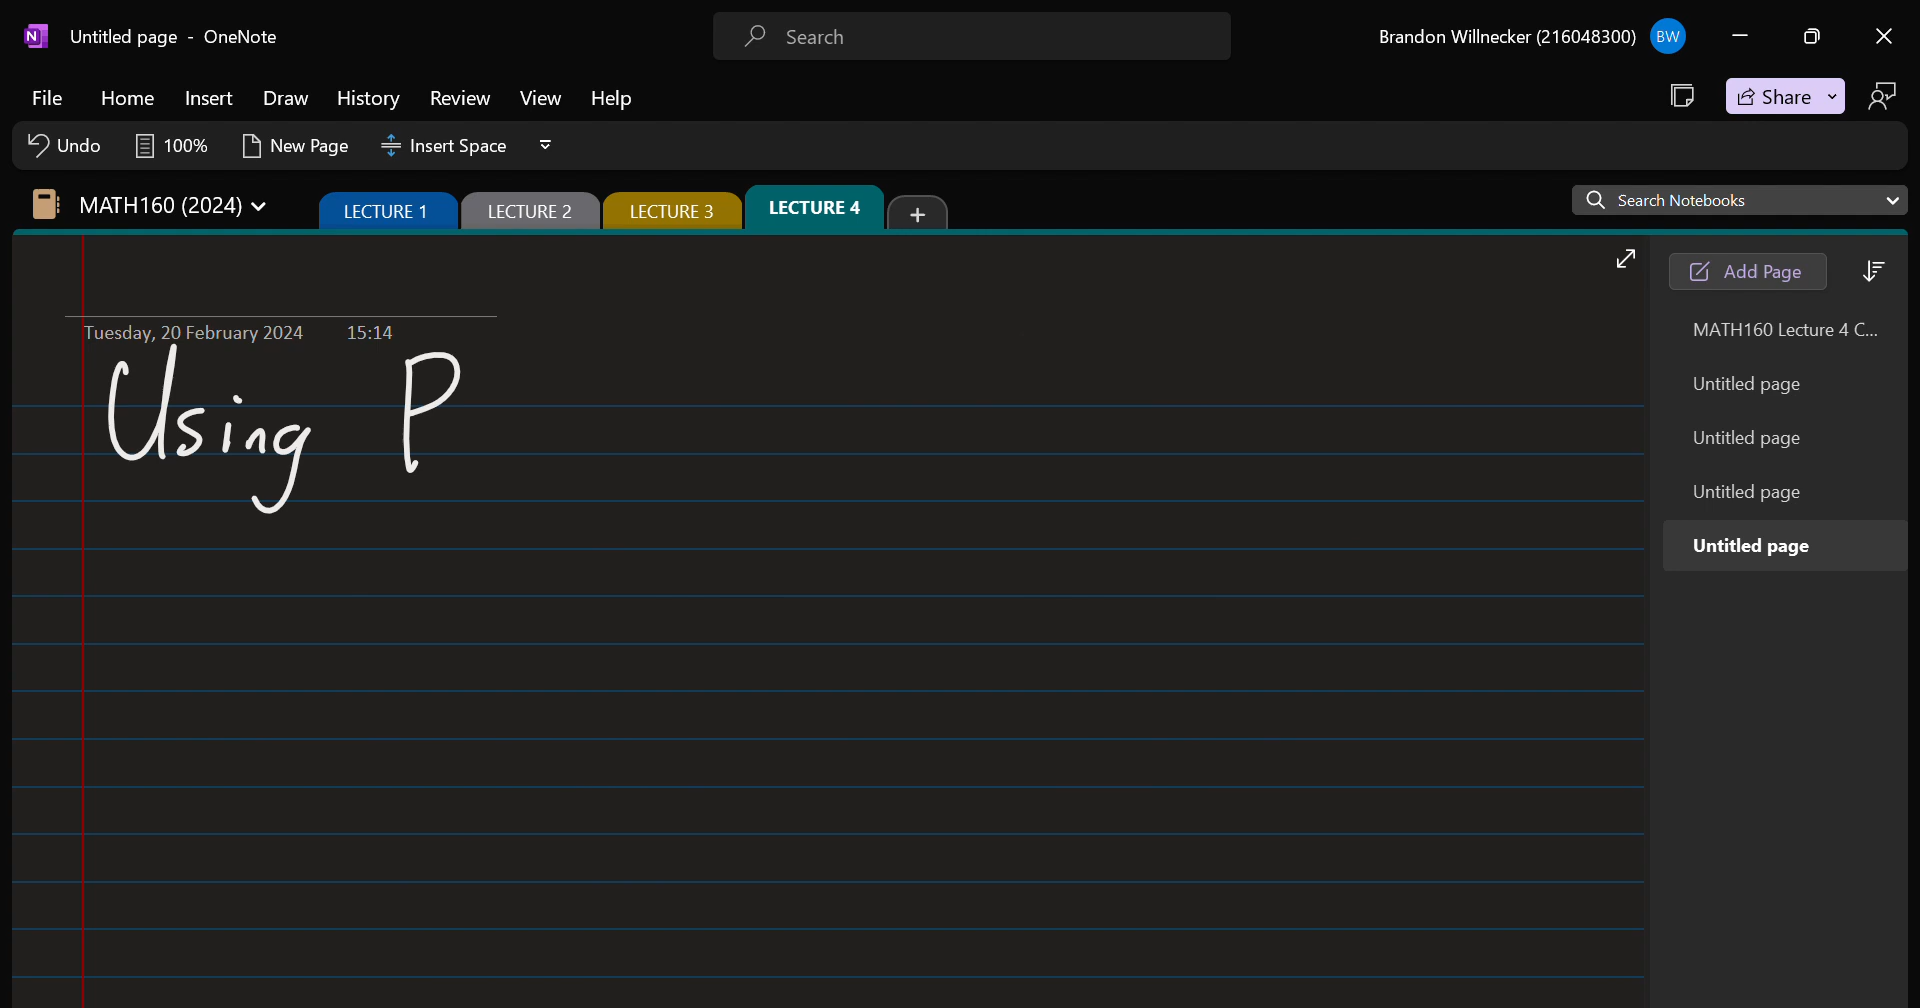 Untitled page - OneNote
Search
Brandon Willnecker (216048300) BW
File Home Insert Draw History Review View Help
Share
Undo 100% New Page Insert Space
MATH160 (2024)
LECTURE 1 LECTURE 2 LECTURE 3 LECTURE 4 +
Search Notebooks
Tuesday, 20 February 2024 15:14
Using P
Add Page
MATH160 Lecture 4 C...
Untitled page
Untitled page
Untitled page
Untitled page